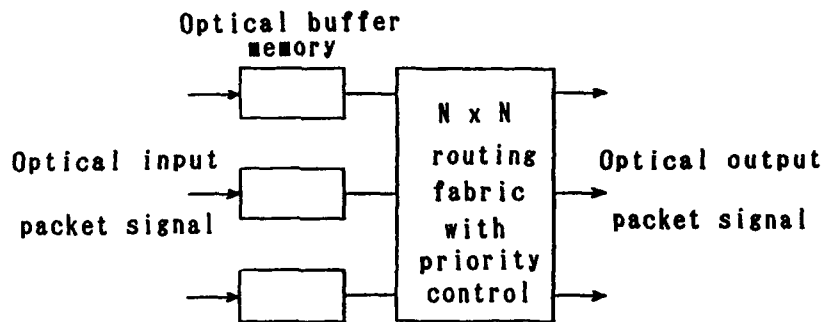 Optical buffer
memory
Optical input
packet signal
N x N
routing
fabric
with
priority
control
Optical output
packet signal